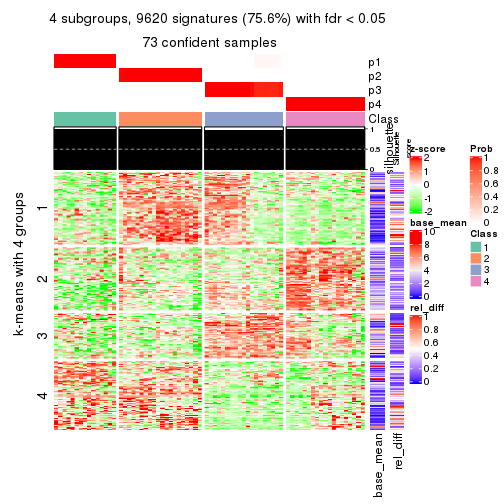 4 subgroups, 9620 signatures (75.6%) with fdr < 0.05
73 confident samples
p1
p2
p3
p4
Class
1
0.5
0
silhouette
Silhouette
score
k-means with 4 groups
1
2
3
4
base_mean
rel_diff
z-score
2
1
0
-1
-2
base_mean
10
8
6
4
2
0
rel_diff
1
0.8
0.6
0.4
0.2
0
Prob
1
0.8
0.6
0.4
0.2
0
Class
1
2
3
4